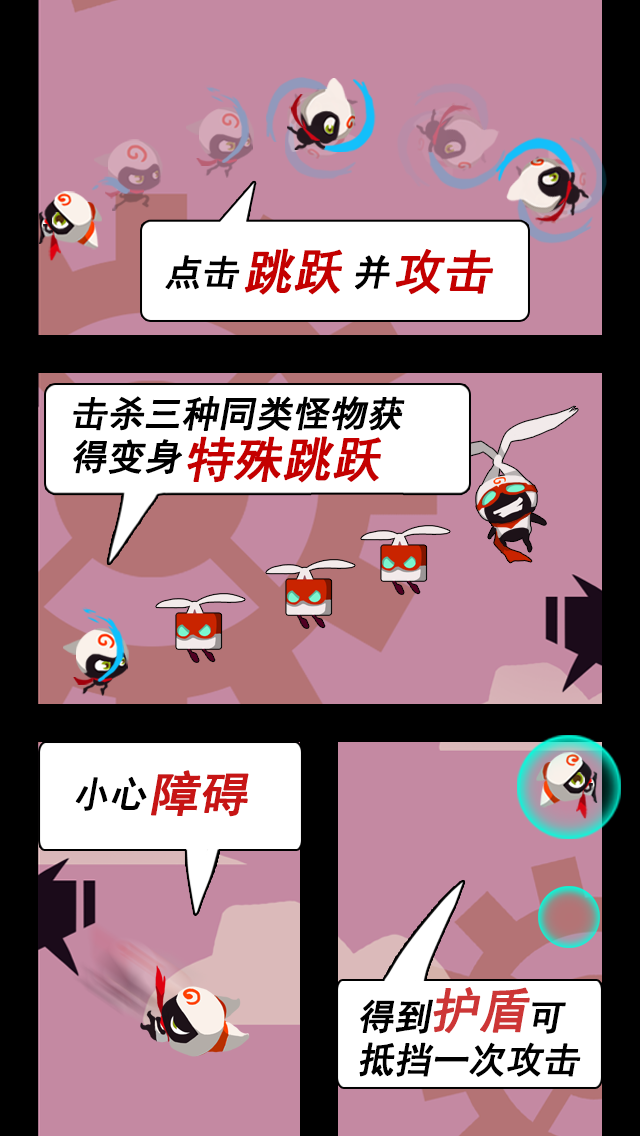 点击跳跃并攻击
击杀三种同类怪物获
得变身特殊跳跃
小心障碍
得到护盾可
抵挡一次攻击